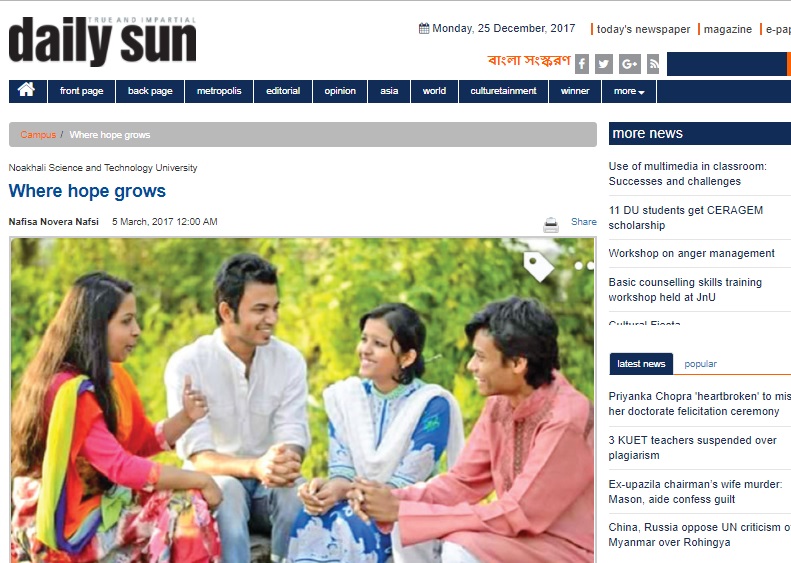 TRUE AND IMPARTIAL
daily sun
Monday, 25 December, 2017
today's newspaper
magazine
বাংলা সংস্করণ
front page
back page
metropolis
editorial
opinion
asia
world
culturetainment
winner
more
Campus / Where hope grows
Noakhali Science and Technology University
Where hope grows
Nafisa Novera Nafsi 5 March, 2017 12:00 AM
Share
more news
Use of multimedia in classroom:
Successes and challenges
11 DU students get CERAGEM
scholarship
Workshop on anger management
Basic counselling skills training
workshop held at JnU
latest news
popular
Priyanka Chopra 'heartbroken' to mis
her doctorate felicitation ceremony
3 KUET teachers suspended over
plagiarism
Ex-upazila chairman's wife murder:
Mason, aide confess guilt
China, Russia oppose UN criticism o
Myanmar over Rohingya